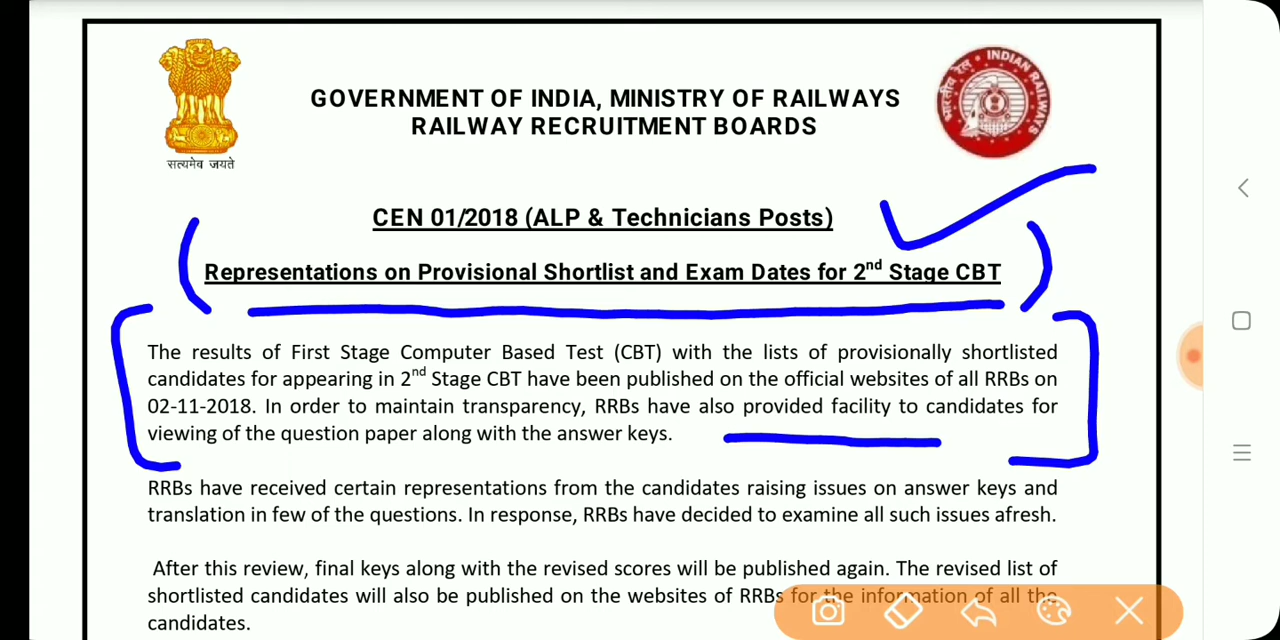 GOVERNMENT OF INDIA, MINISTRY OF RAILWAYS
RAILWAY RECRUITMENT BOARDS
भारतीय रेल • INDIAN RAILWAYS
सत्यमेव जयते
CEN 01/2018 (ALP & Technicians Posts)
Representations on Provisional Shortlist and Exam Dates for 2nd Stage CBT
The results of First Stage Computer Based Test (CBT) with the lists of provisionally shortlisted
candidates for appearing in 2nd Stage CBT have been published on the official websites of all RRBs on
02-11-2018. In order to maintain transparency, RRBs have also provided facility to candidates for
viewing of the question paper along with the answer keys.
RRBs have received certain representations from the candidates raising issues on answer keys and
translation in few of the questions. In response, RRBs have decided to examine all such issues afresh.
After this review, final keys along with the revised scores will be published again. The revised list of
shortlisted candidates will also be published on the websites of RRBs for the information of all the
candidates.